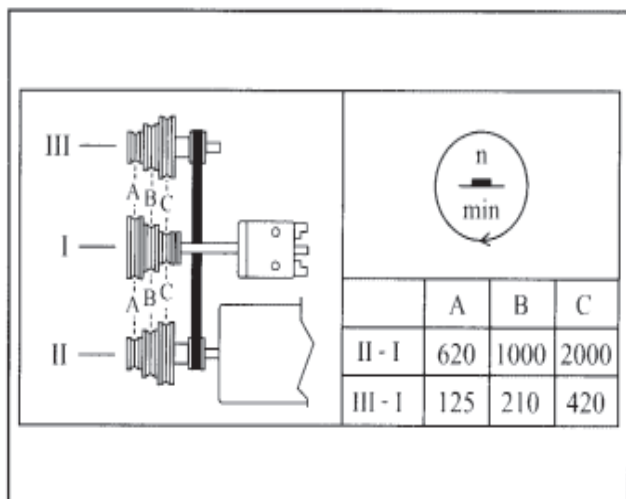 III
A B C
I
A B C
II
n
min
A B C
II - I 620 1000 2000
III - I 125 210 420